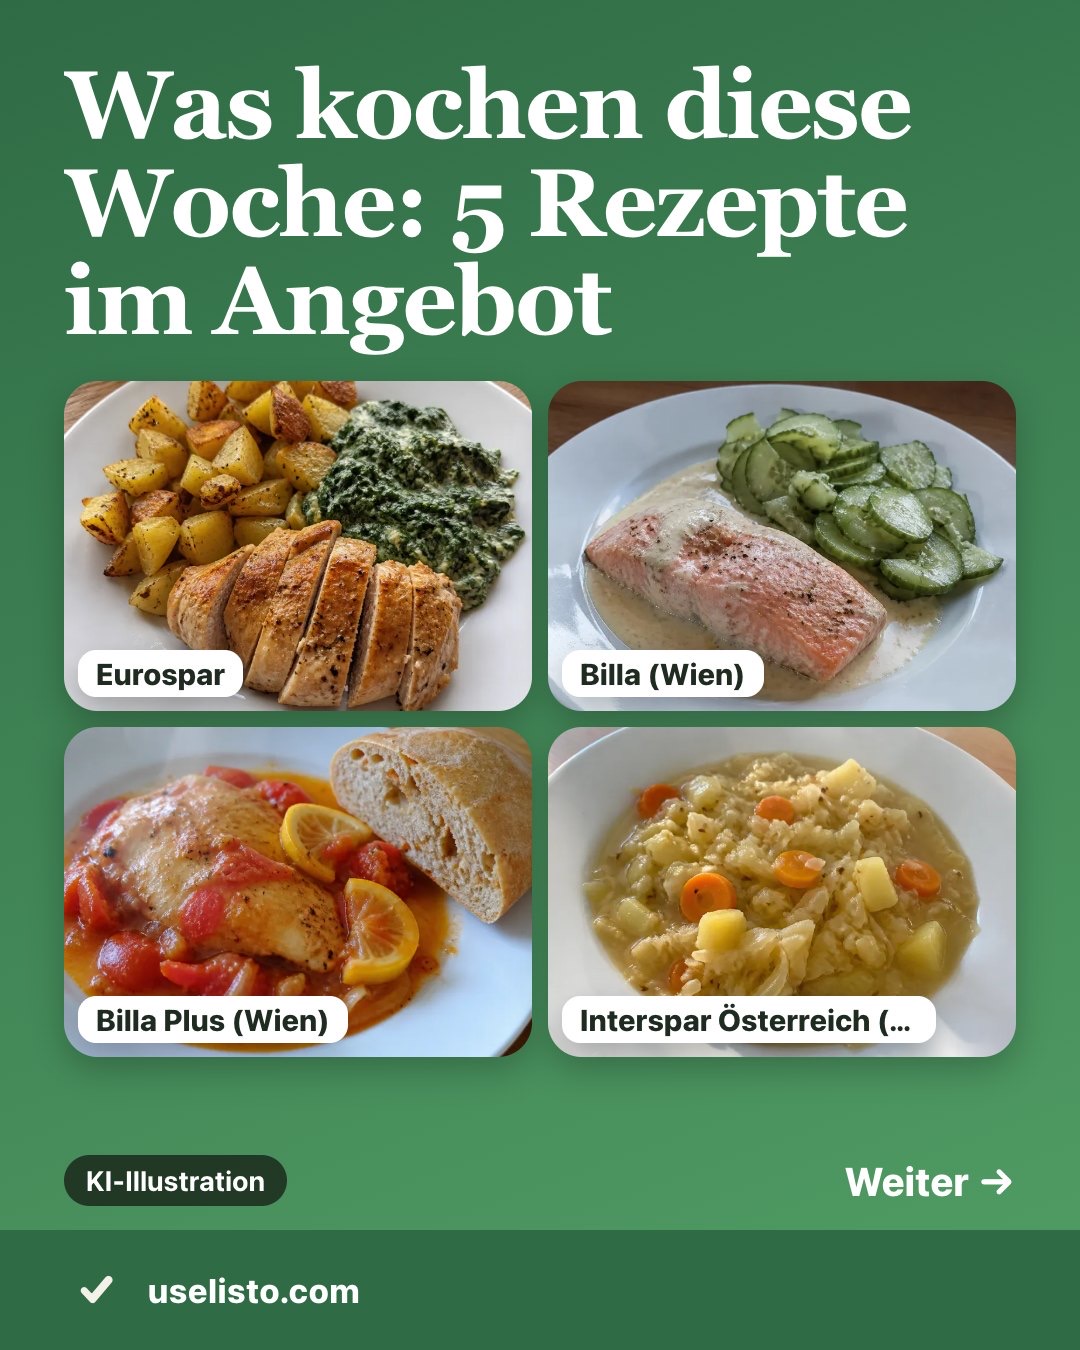 Was kochen diese
Woche: 5 Rezepte
im Angebot
Eurospar
Billa (Wien)
Billa Plus (Wien)
Interspar Österreich (...
KI-Illustration
Weiter →
uselisto.com